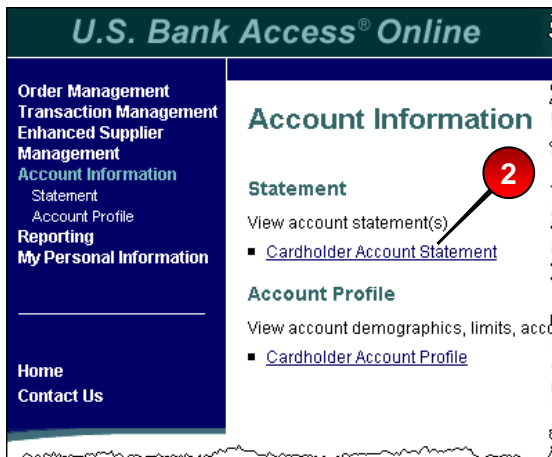 U.S. Bank Access® Online
Order Management
Transaction Management
Enhanced Supplier
Management
Account Information
Statement
Account Profile
Reporting
My Personal Information
Home
Contact Us
Account Information
2
Statement
View account statement(s)
Cardholder Account Statement
Account Profile
View account demographics, limits,
Cardholder Account Profile